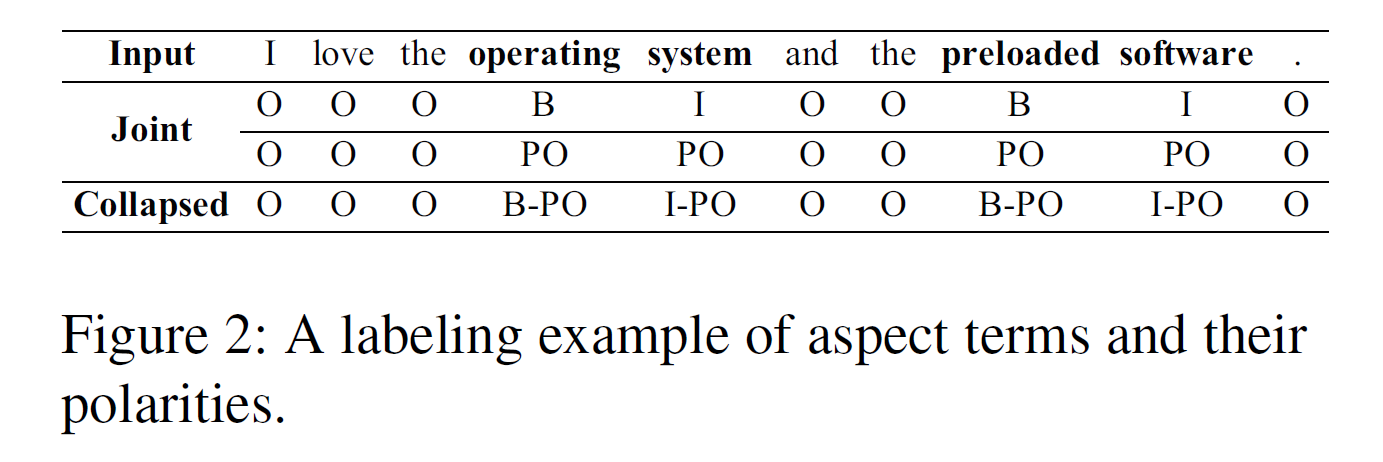 Input I love the operating system and the preloaded software .
O O O B I O O B I O
Joint
O O O PO PO O O PO PO O
Collapsed O O O B-PO I-PO O O B-PO I-PO O
Figure 2: A labeling example of aspect terms and their
polarities.